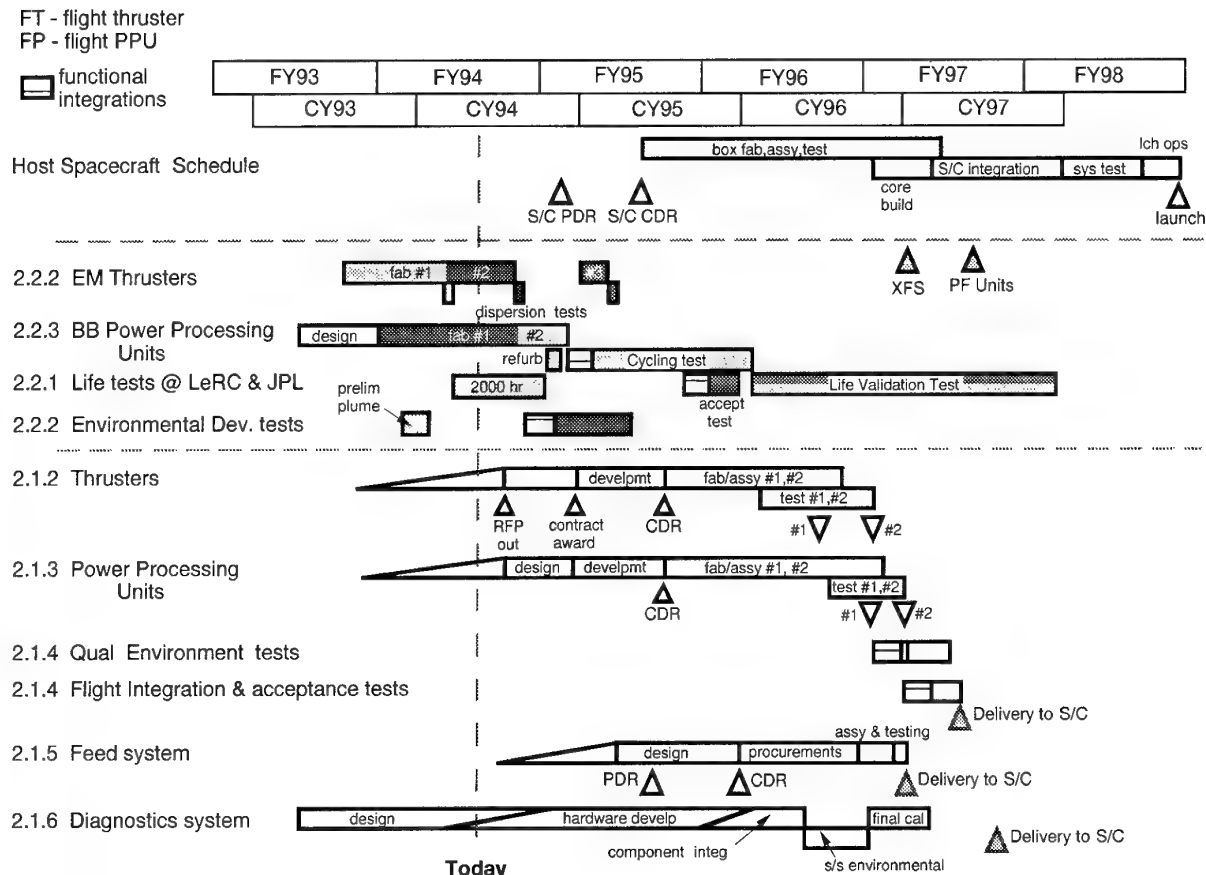 FT - flight thruster
FP - flight PPU
functional
integrations
FY93 FY94 FY95 FY96 FY97 FY98
CY93 CY94 CY95 CY96 CY97
Host Spacecraft Schedule
box fab,assy,test
lch ops
S/C integration
sys test
core
build
S/C PDR
S/C CDR
launch
2.2.2 EM Thrusters
fab #1
#2
#3
XFS
PF Units
dispersion tests
2.2.3 BB Power Processing
Units
design
fab #1
#2
refurb
Cycling test
2.2.1 Life tests @ LeRC & JPL
2000 hr
Life Validation Test
prelim
plume
accept
test
2.2.2 Environmental Dev. tests
2.1.2 Thrusters
develpmt
fab/assy #1,#2
test #1,#2
RFP
out
contract
award
CDR
#1
#2
2.1.3 Power Processing
Units
design
develpmt
fab/assy #1, #2
test #1,#2
CDR
#1
#2
2.1.4 Qual Environment tests
2.1.4 Flight Integration & acceptance tests
Delivery to S/C
assy & testing
2.1.5 Feed system
design
procurements
PDR
CDR
Delivery to S/C
2.1.6 Diagnostics system
design
hardware develp
final cal
component integ
s/s environmental
Delivery to S/C
Today